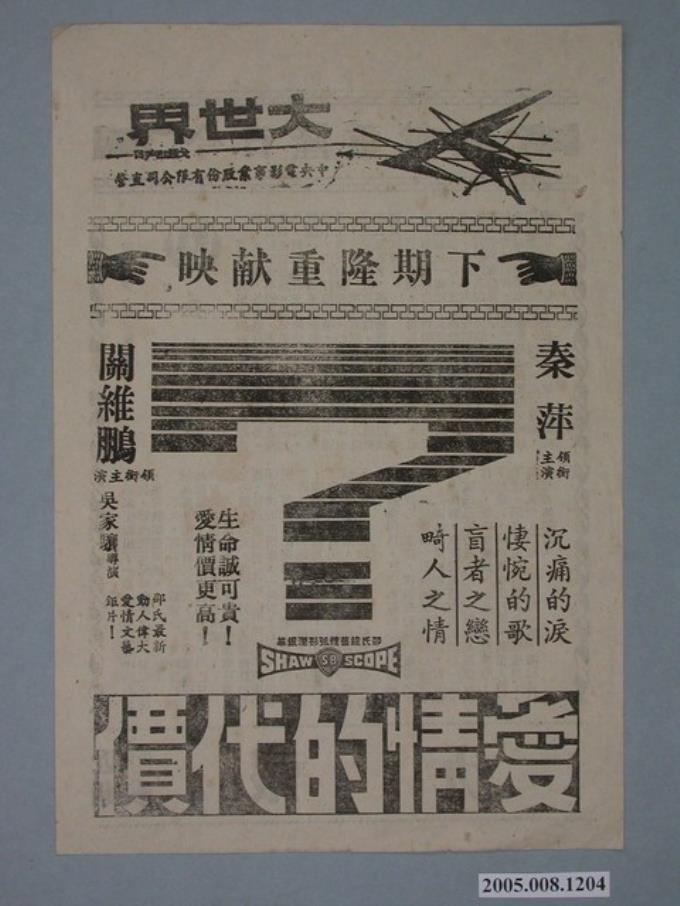 大世界
戲院
中央電影事業股份有限公司直營
下期隆重献映
秦萍
領銜
主演
關維鵬
領銜主演
吳家驤導演
沉痛的淚
悽惋的歌
盲者之戀
畸人之情
生命誠可貴！
愛情價更高！
邵氏最新
動人偉大
愛情文藝
鉅片！
SHAW SB SCOPE
愛情的代價
2005.008.1204